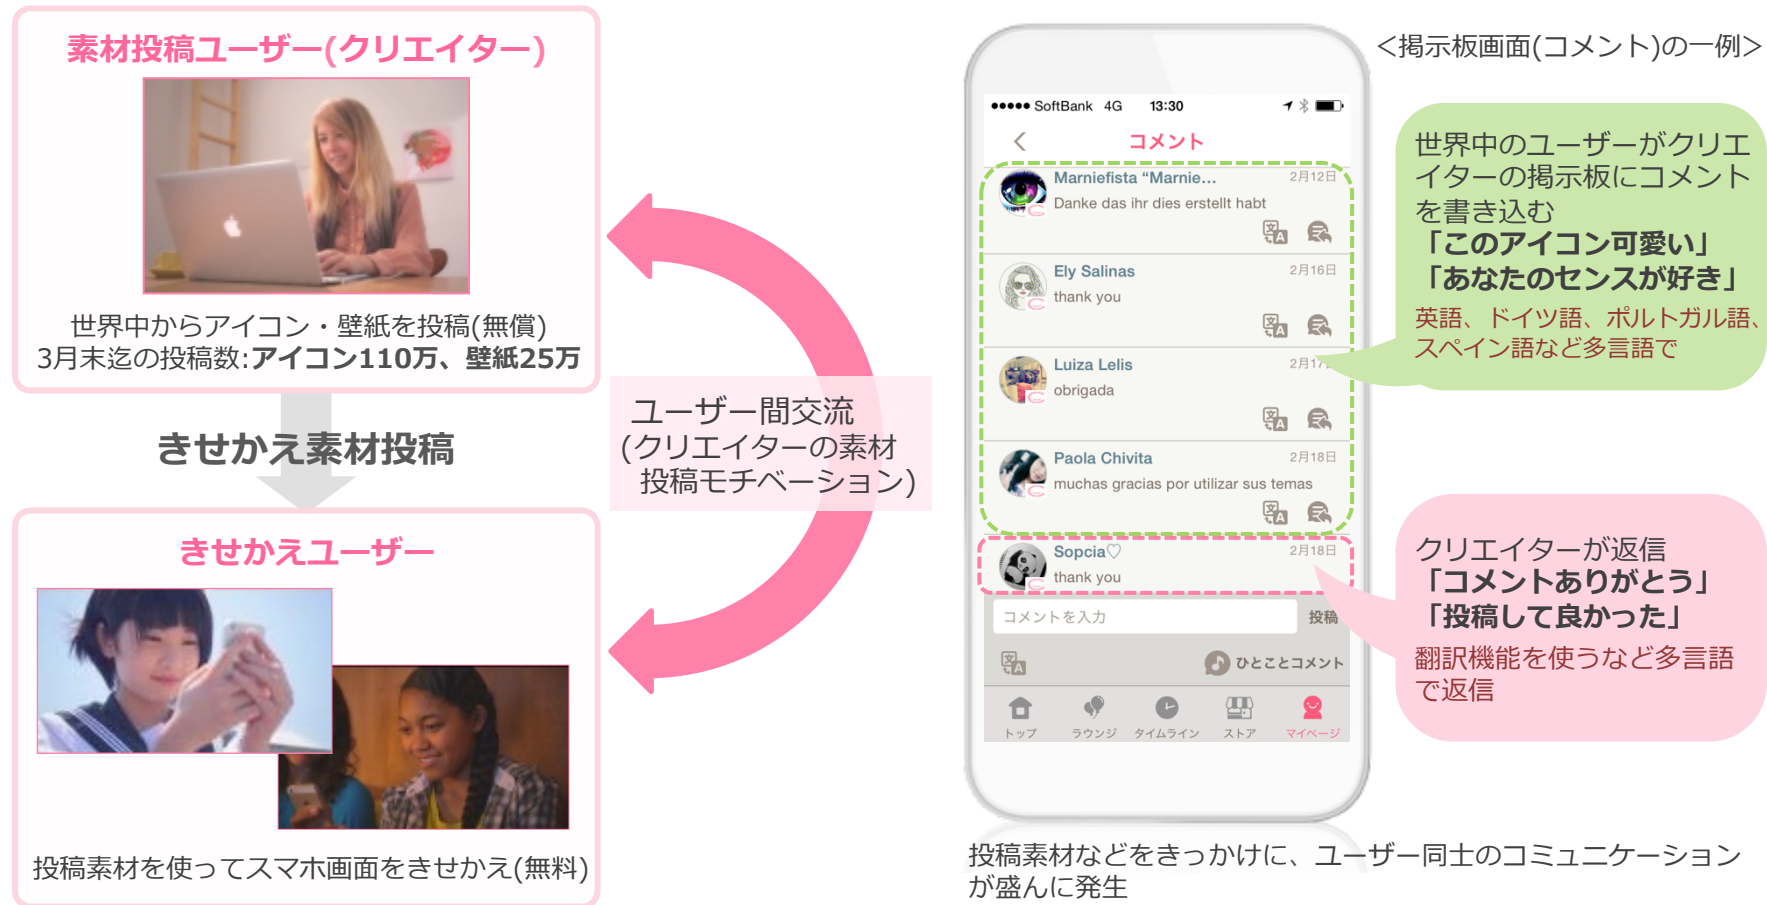 素材投稿ユーザー(クリエイター)
世界中からアイコン・壁紙を投稿(無償)
3月末迄の投稿数:アイコン110万、壁紙25万
きせかえ素材投稿
きせかえユーザー
投稿素材を使ってスマホ画面をきせかえ(無料)
ユーザー間交流
(クリエイターの素材
投稿モチベーション)
<掲示板画面(コメント)の一例>
SoftBank 4G 13:30
コメント
Marniefista “Marnie... 2月12日
Danke das ihr dies erstellt habt
Ely Salinas 2月16日
thank you
Luiza Lelis 2月17日
obrigada
Paola Chivita 2月18日
muchas gracias por utilizar sus temas
Sopcia♡ 2月18日
thank you
コメントを入力 投稿
ひとことコメント
トップ ラウンジ タイムライン ストア マイページ
世界中のユーザーがクリエ
イターの掲示板にコメント
を書き込む
「このアイコン可愛い」
「あなたのセンスが好き」
英語、ドイツ語、ポルトガル語、
スペイン語など多言語で
クリエイターが返信
「コメントありがとう」
「投稿して良かった」
翻訳機能を使うなど多言語
で返信
投稿素材などをきっかけに、ユーザー同士のコミュニケーション
が盛んに発生